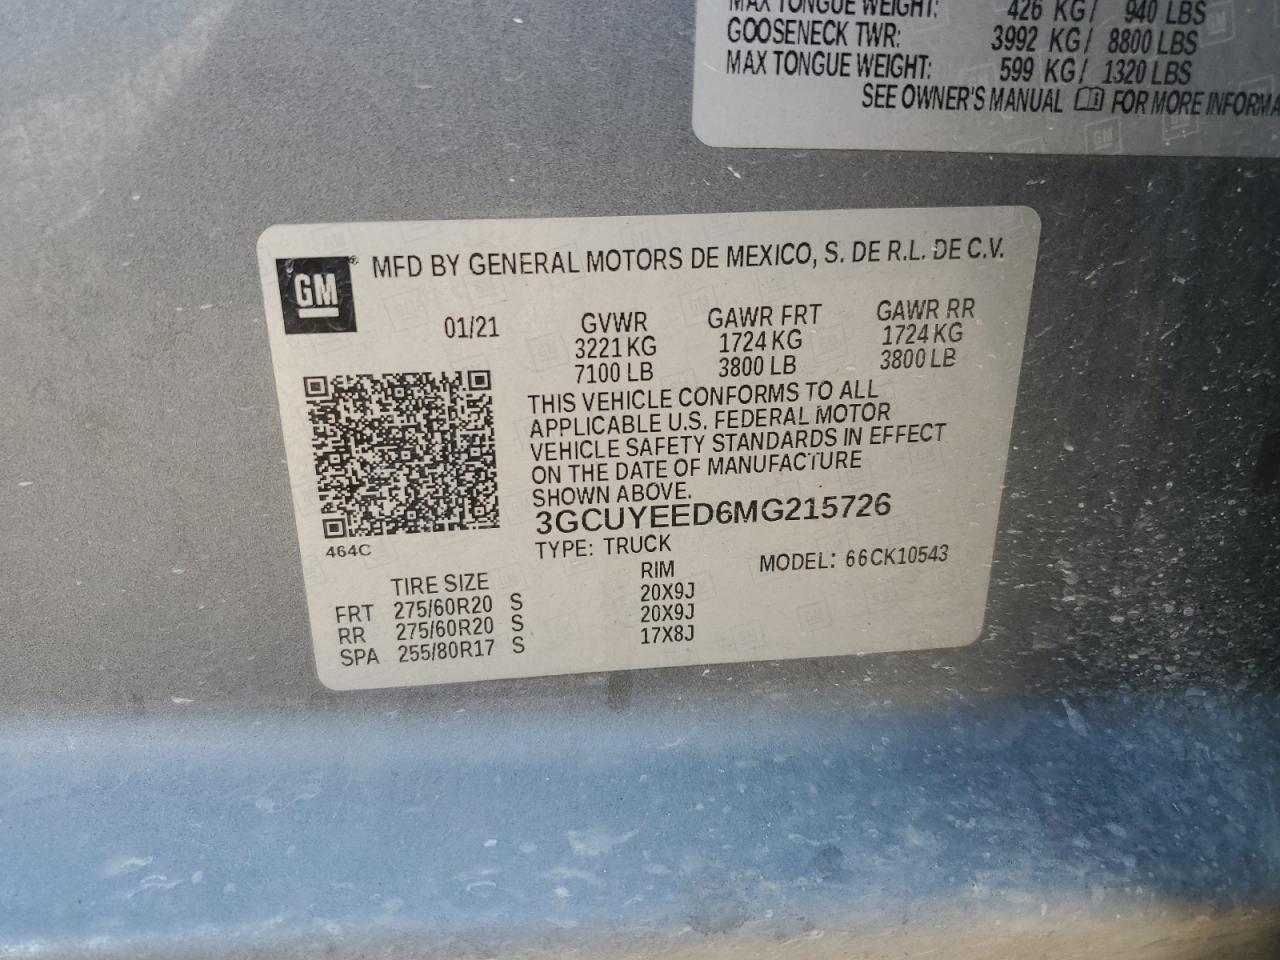 MAX TONGUE WEIGHT: 426 KG/ 940 LBS
GOOSENECK TWR: 3992 KG/ 8800 LBS
MAX TONGUE WEIGHT: 599 KG/ 1320 LBS
SEE OWNER'S MANUAL FOR MORE INFORMA
GM
MFD BY GENERAL MOTORS DE MEXICO, S. DE R.L. DE C.V.
01/21 GVWR GAWR FRT GAWR RR
3221 KG 1724 KG 1724 KG
7100 LB 3800 LB 3800 LB
THIS VEHICLE CONFORMS TO ALL
APPLICABLE U.S. FEDERAL MOTOR
VEHICLE SAFETY STANDARDS IN EFFECT
ON THE DATE OF MANUFACTURE
SHOWN ABOVE.
3GCUYEED6MG215726
464C
TYPE: TRUCK MODEL: 66CK10543
TIRE SIZE RIM
FRT 275/60R20 S 20X9J
RR 275/60R20 S 20X9J
SPA 255/80R17 S 17X8J